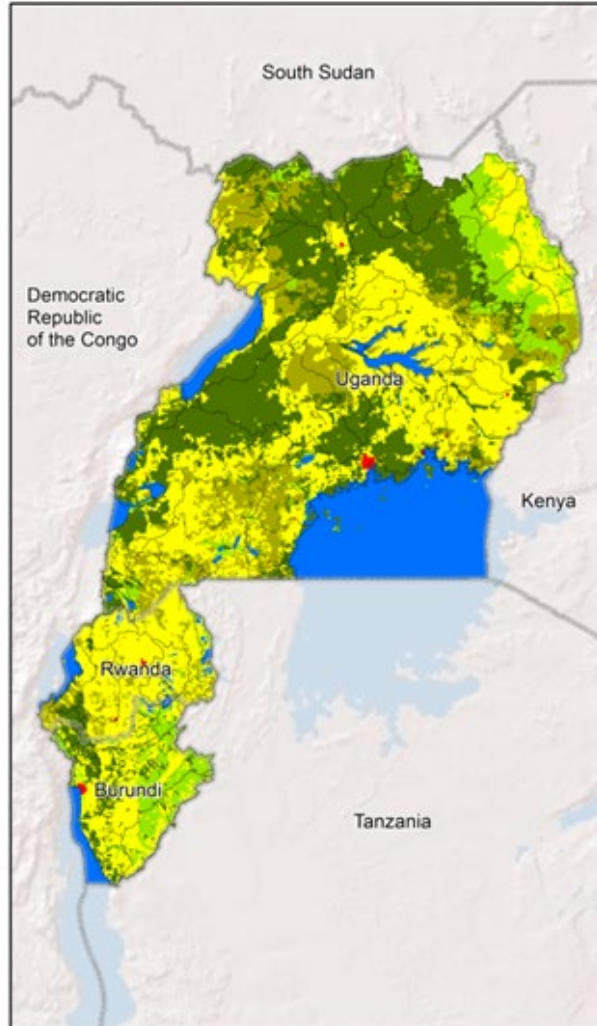 South Sudan
Democratic
Republic
of the Congo
Uganda
Kenya
Rwanda
Burundi
Tanzania